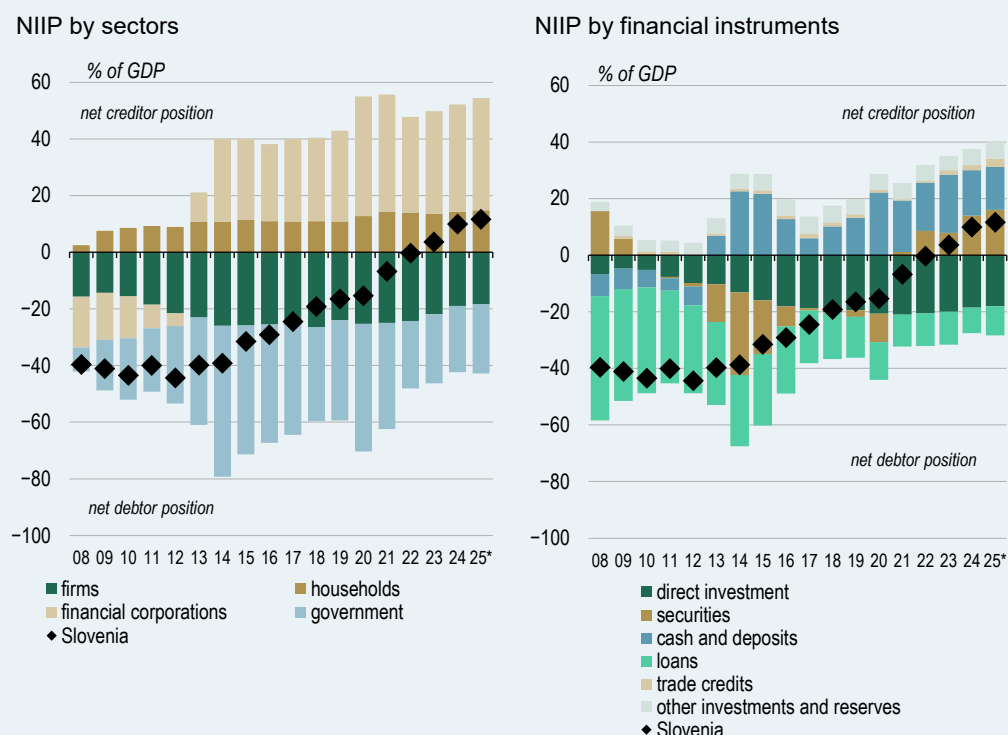 NIIP by sectors
% of GDP
60
net creditor position
40
20
0
−20
−40
−60
−80
net debtor position
−100
08 09 10 11 12 13 14 15 16 17 18 19 20 21 22 23 24 25*
firms households
financial corporations government
Slovenia
NIIP by financial instruments
% of GDP
60
net creditor position
40
20
0
−20
−40
−60
net debtor position
−80
−100
08 09 10 11 12 13 14 15 16 17 18 19 20 21 22 23 24 25*
direct investment
securities
cash and deposits
loans
trade credits
other investments and reserves
Slovenia